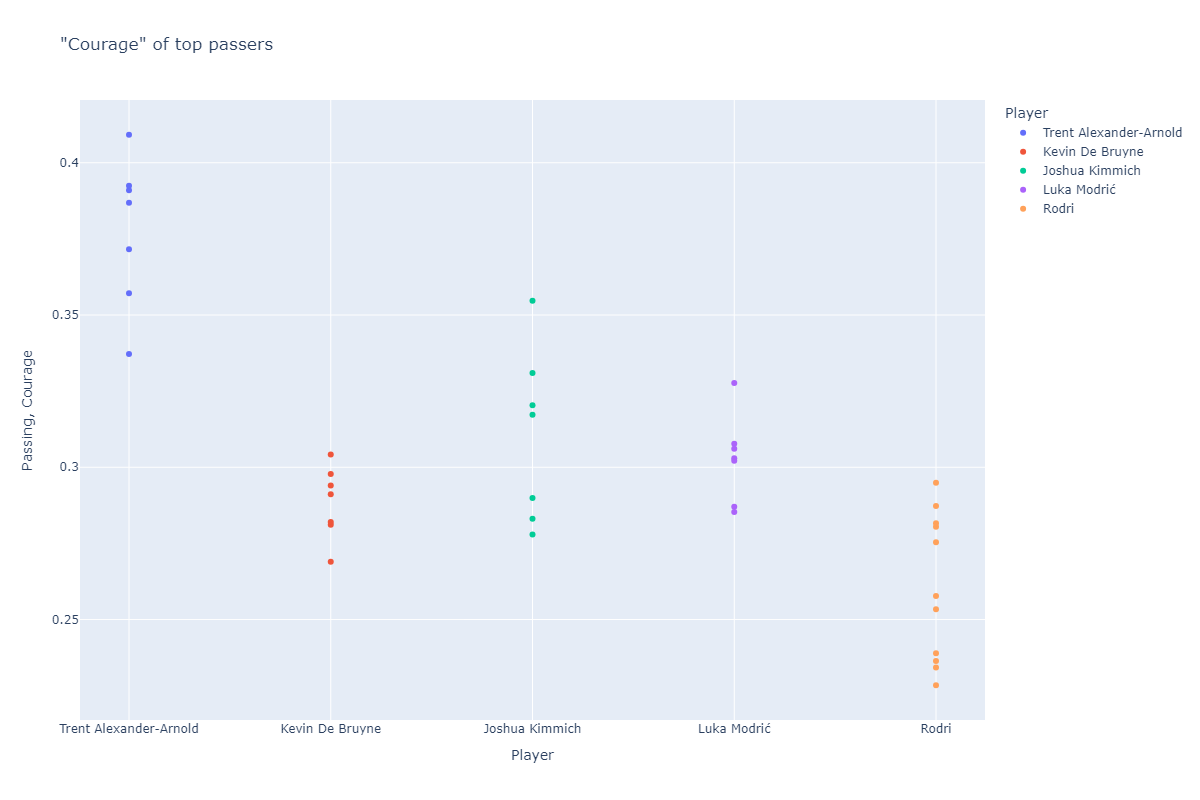 "Courage" of top passers
Player
Trent Alexander-Arnold
Kevin De Bruyne
Joshua Kimmich
Luka Modrić
Rodri
0.4
0.35
0.3
0.25
Passing, Courage
Trent Alexander-Arnold
Kevin De Bruyne
Joshua Kimmich
Luka Modrić
Rodri
Player